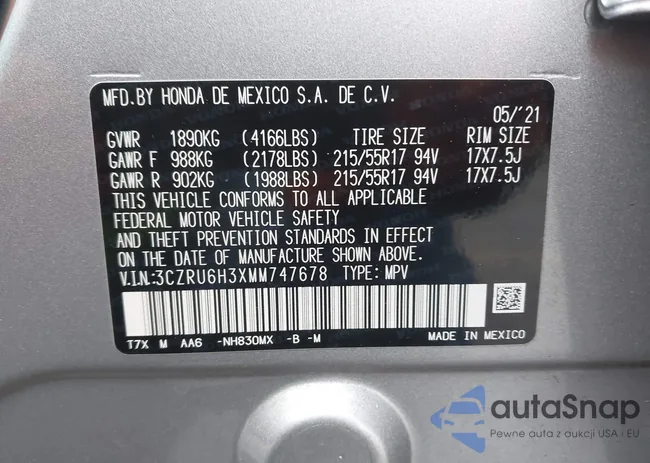 MFD.BY HONDA DE MEXICO S.A. DE C.V.
05/'21
GVWR 1890KG (4166LBS) TIRE SIZE RIM SIZE
GAWR F 988KG (2178LBS) 215/55R17 94V 17X7.5J
GAWR R 902KG (1988LBS) 215/55R17 94V 17X7.5J
THIS VEHICLE CONFORMS TO ALL APPLICABLE
FEDERAL MOTOR VEHICLE SAFETY
AND THEFT PREVENTION STANDARDS IN EFFECT
ON THE DATE OF MANUFACTURE SHOWN ABOVE.
V.I.N:3CZRU6H3XMM747678 TYPE: MPV
T7X M AA6 -NH830MX -B -M MADE IN MEXICO
autaSnap
Pewne auta z aukcji USA i EU